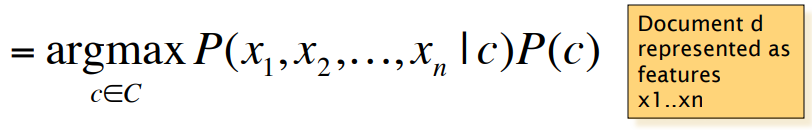 = argmax P(x₁, x₂,…, xₙ | c)P(c)
c∈C
Document d
represented as
features
x1..xn